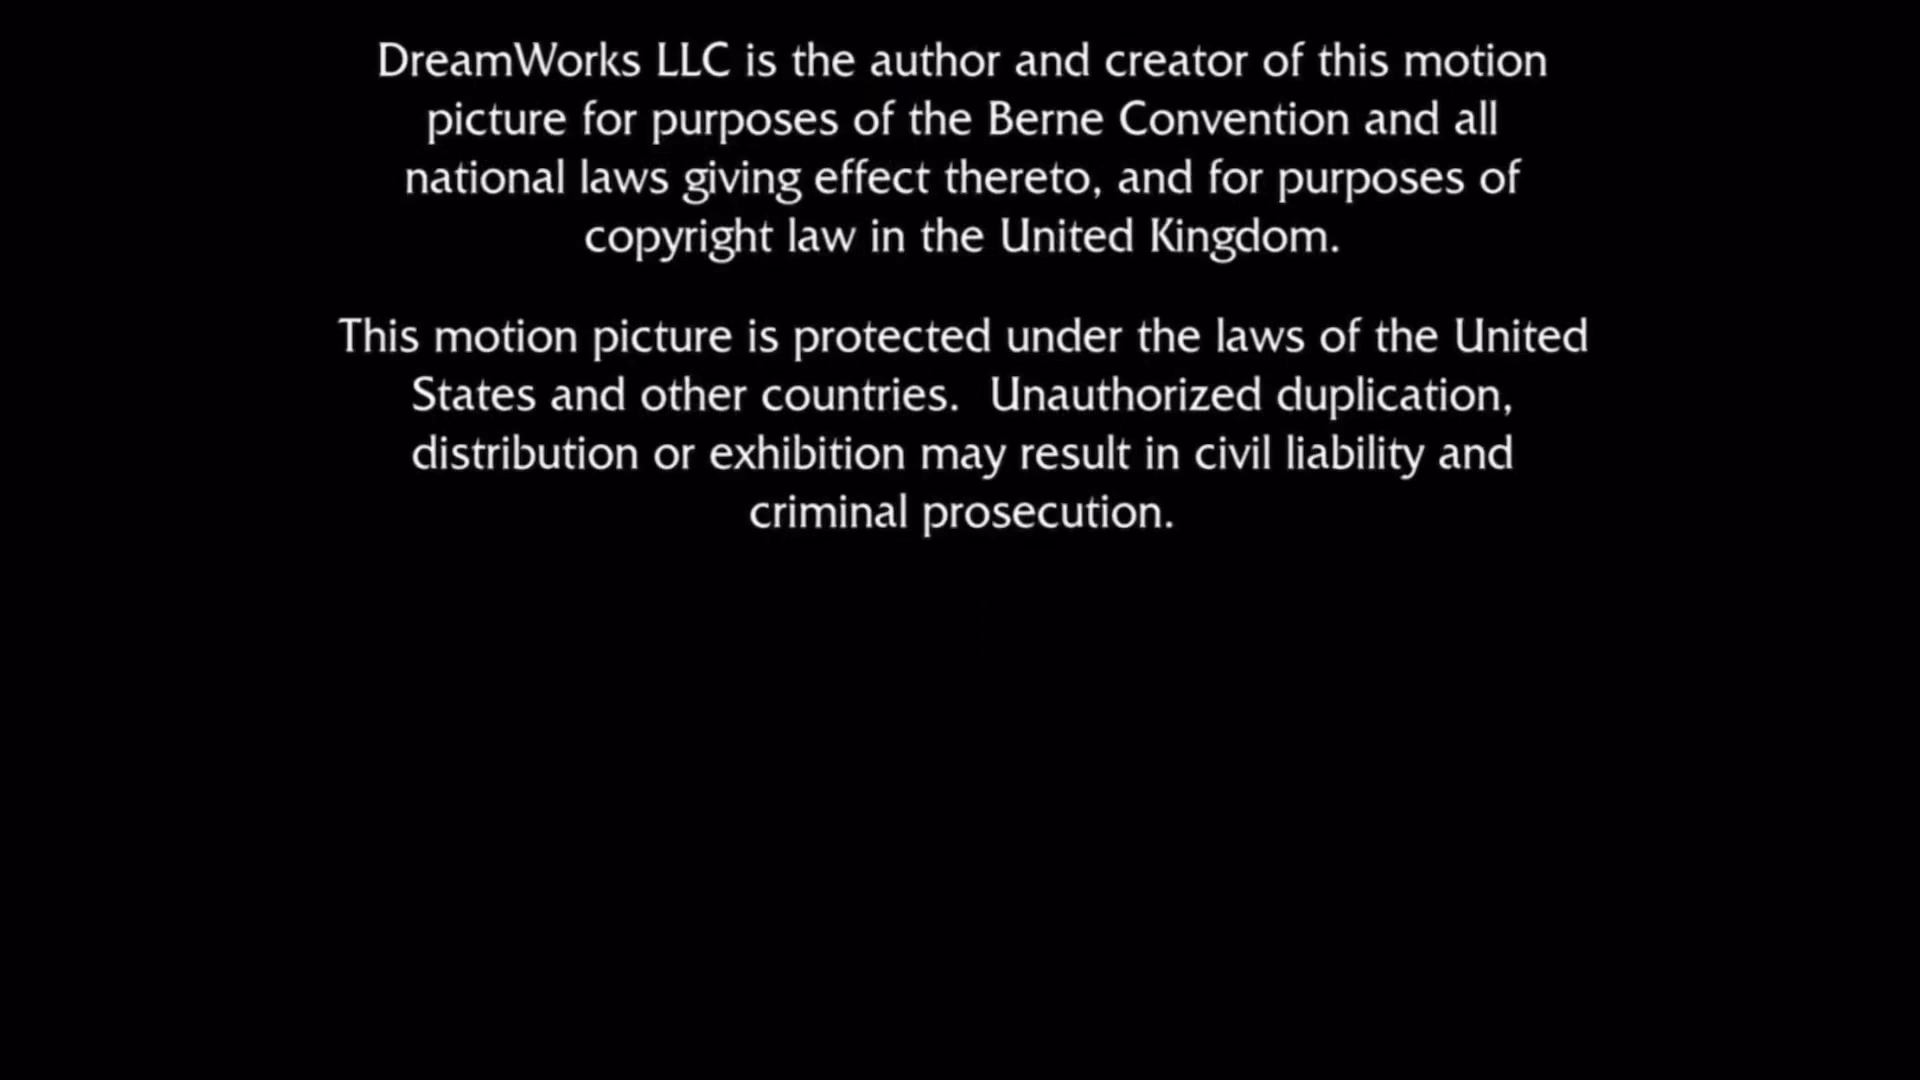 DreamWorks LLC is the author and creator of this motion
picture for purposes of the Berne Convention and all
national laws giving effect thereto, and for purposes of
copyright law in the United Kingdom.
This motion picture is protected under the laws of the United
States and other countries.  Unauthorized duplication,
distribution or exhibition may result in civil liability and
criminal prosecution.